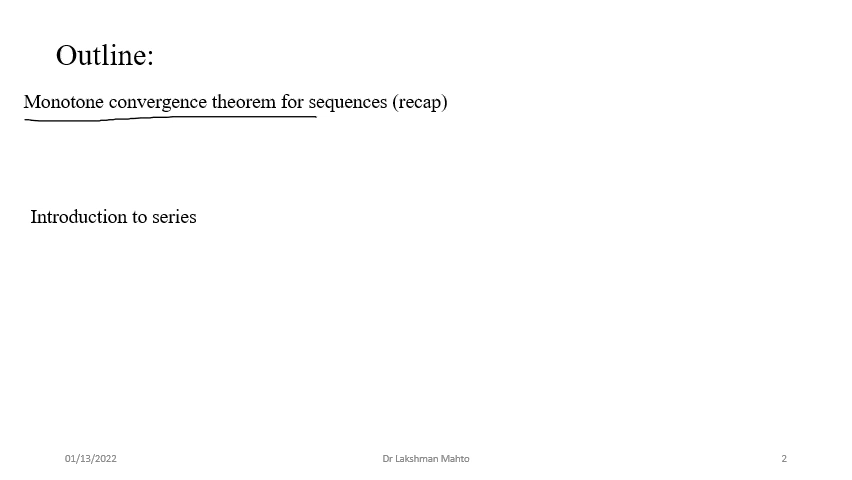 Outline:
Monotone convergence theorem for sequences (recap)
Introduction to series
01/13/2022
Dr Lakshman Mahto
2